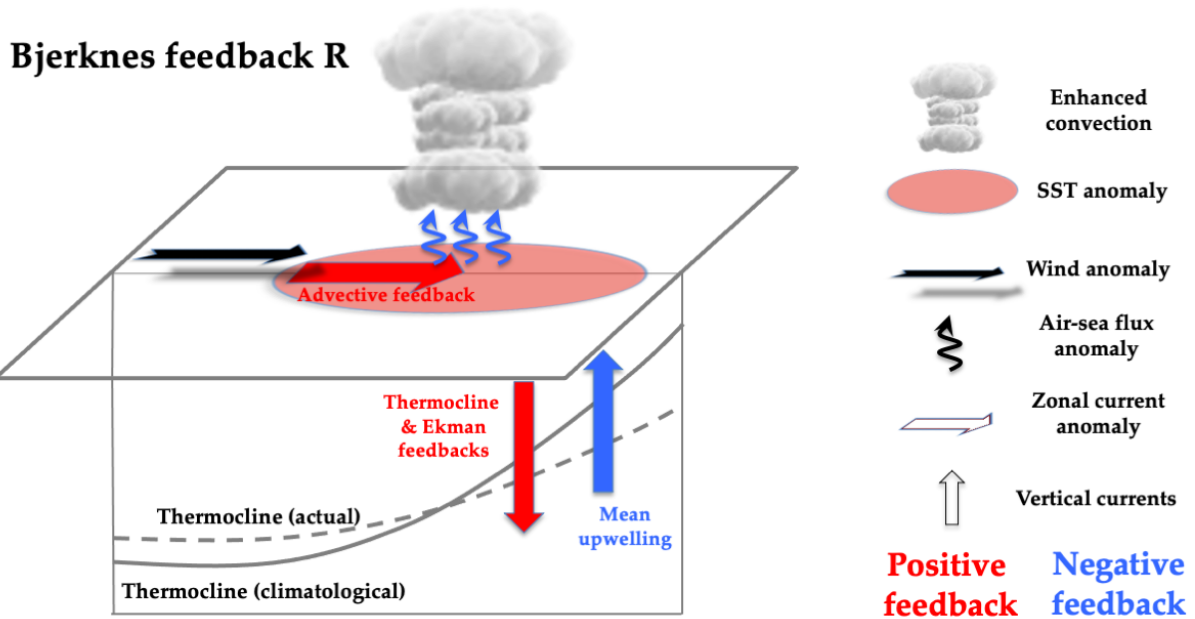 Bjerknes feedback R
Advective feedback
Thermocline
& Ekman
feedbacks
Mean
upwelling
Thermocline (actual)
Thermocline (climatological)
Enhanced
convection
SST anomaly
Wind anomaly
Air-sea flux
anomaly
Zonal current
anomaly
Vertical currents
Positive
feedback
Negative
feedback